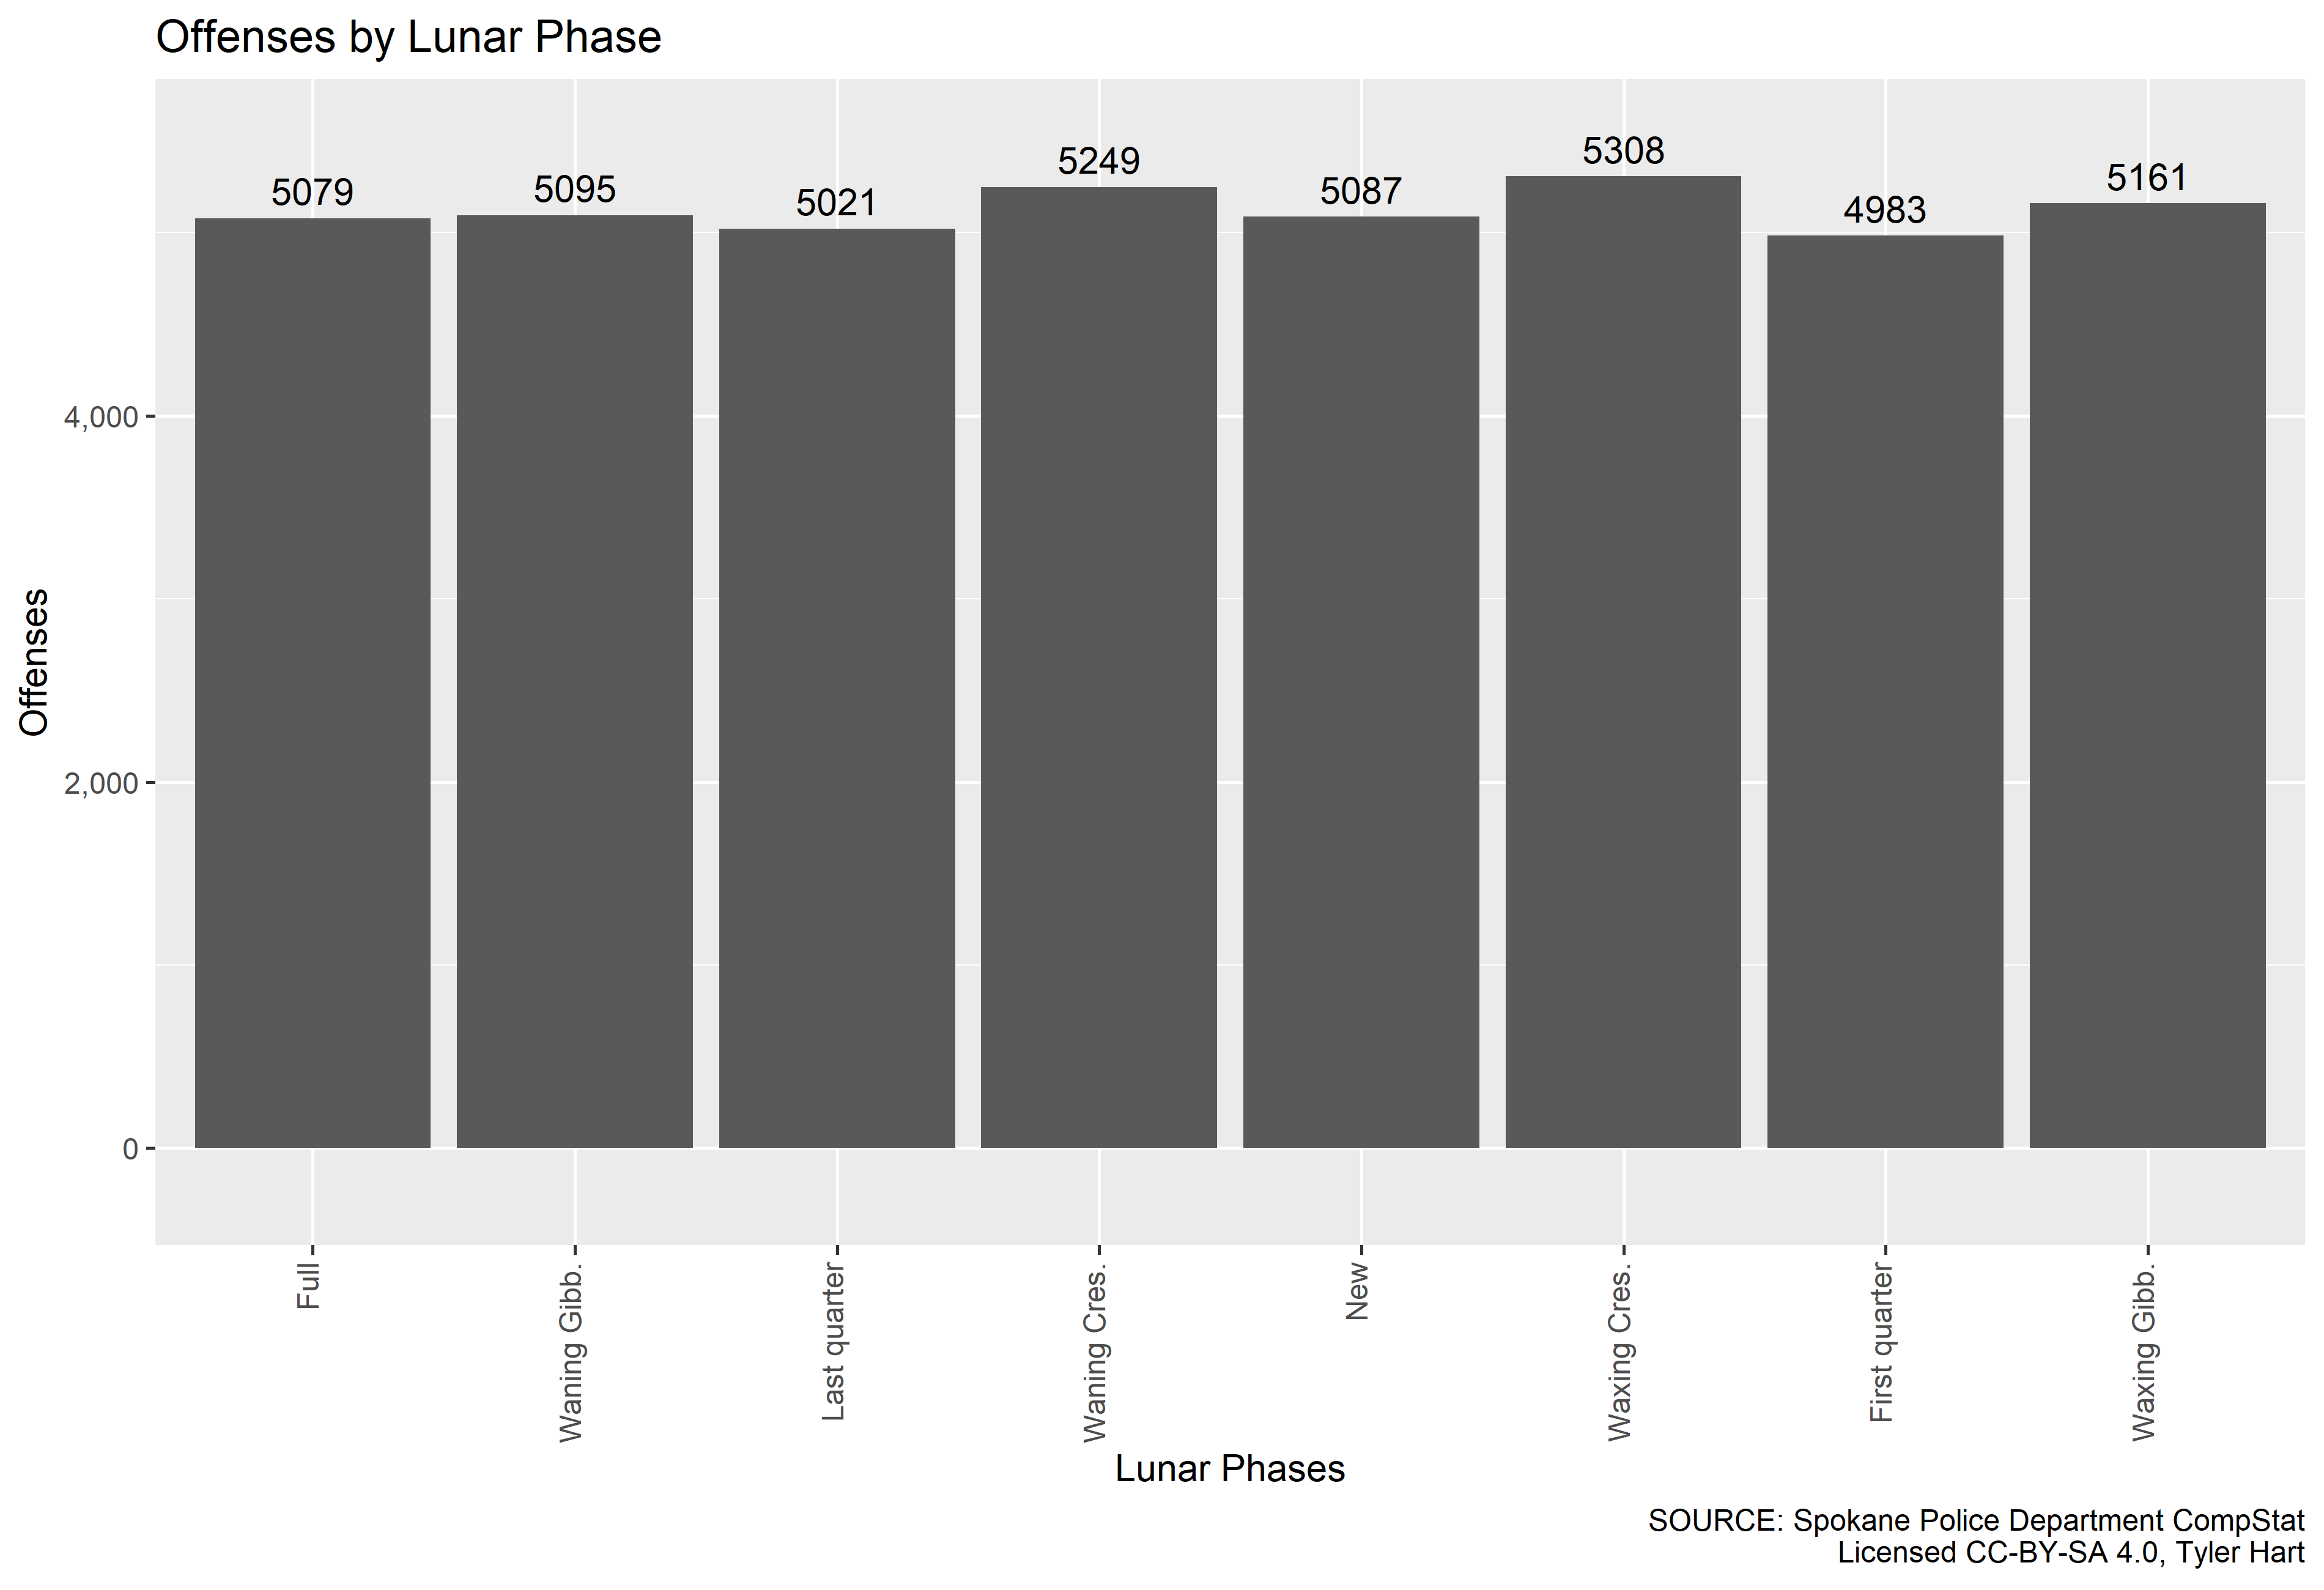 Offenses by Lunar Phase
5079
5095
5021
5249
5087
5308
4983
5161
4,000
2,000
0
Offenses
Full
Waning Gibb.
Last quarter
Waning Cres.
New
Waxing Cres.
First quarter
Waxing Gibb.
Lunar Phases
SOURCE: Spokane Police Department CompStat
Licensed CC-BY-SA 4.0, Tyler Hart